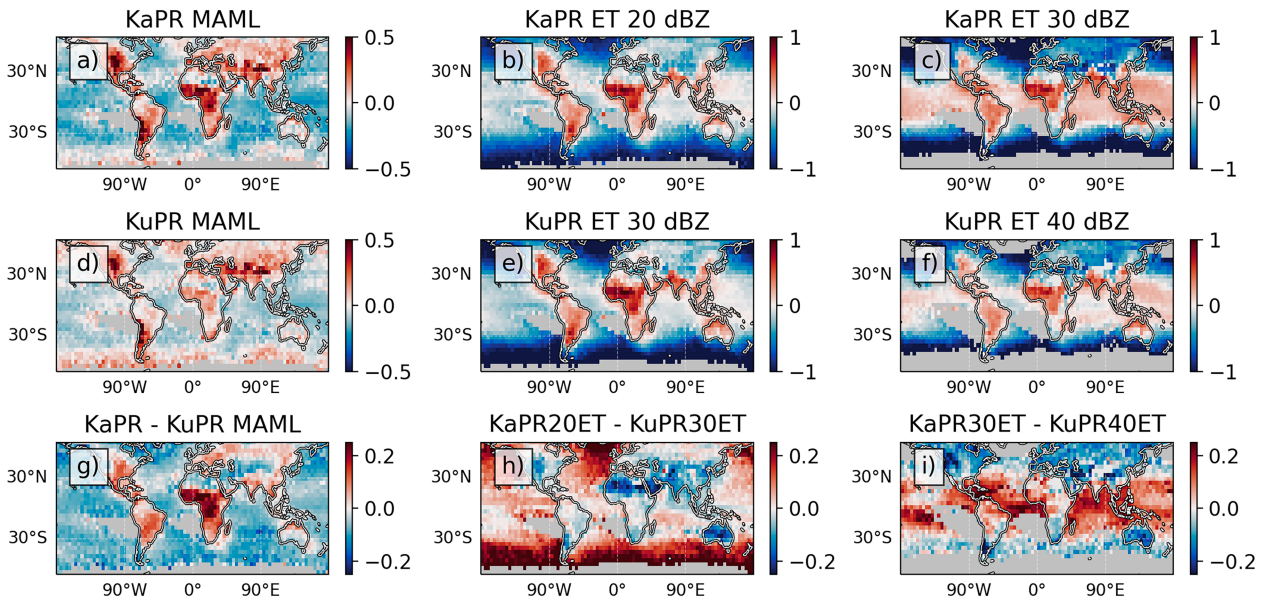 KaPR MAML
KaPR ET 20 dBZ
KaPR ET 30 dBZ
a)
30°N
30°S
90°W 0° 90°E
0.5
0.0
−0.5
b)
30°N
30°S
90°W 0° 90°E
1
0
−1
c)
30°N
30°S
90°W 0° 90°E
1
0
−1
KuPR MAML
KuPR ET 30 dBZ
KuPR ET 40 dBZ
d)
30°N
30°S
90°W 0° 90°E
0.5
0.0
−0.5
e)
30°N
30°S
90°W 0° 90°E
1
0
−1
f)
30°N
30°S
90°W 0° 90°E
1
0
−1
KaPR - KuPR MAML
KaPR20ET - KuPR30ET
KaPR30ET - KuPR40ET
g)
30°N
30°S
90°W 0° 90°E
0.2
0.0
−0.2
h)
30°N
30°S
90°W 0° 90°E
0.2
0.0
−0.2
i)
30°N
30°S
90°W 0° 90°E
0.2
0.0
−0.2